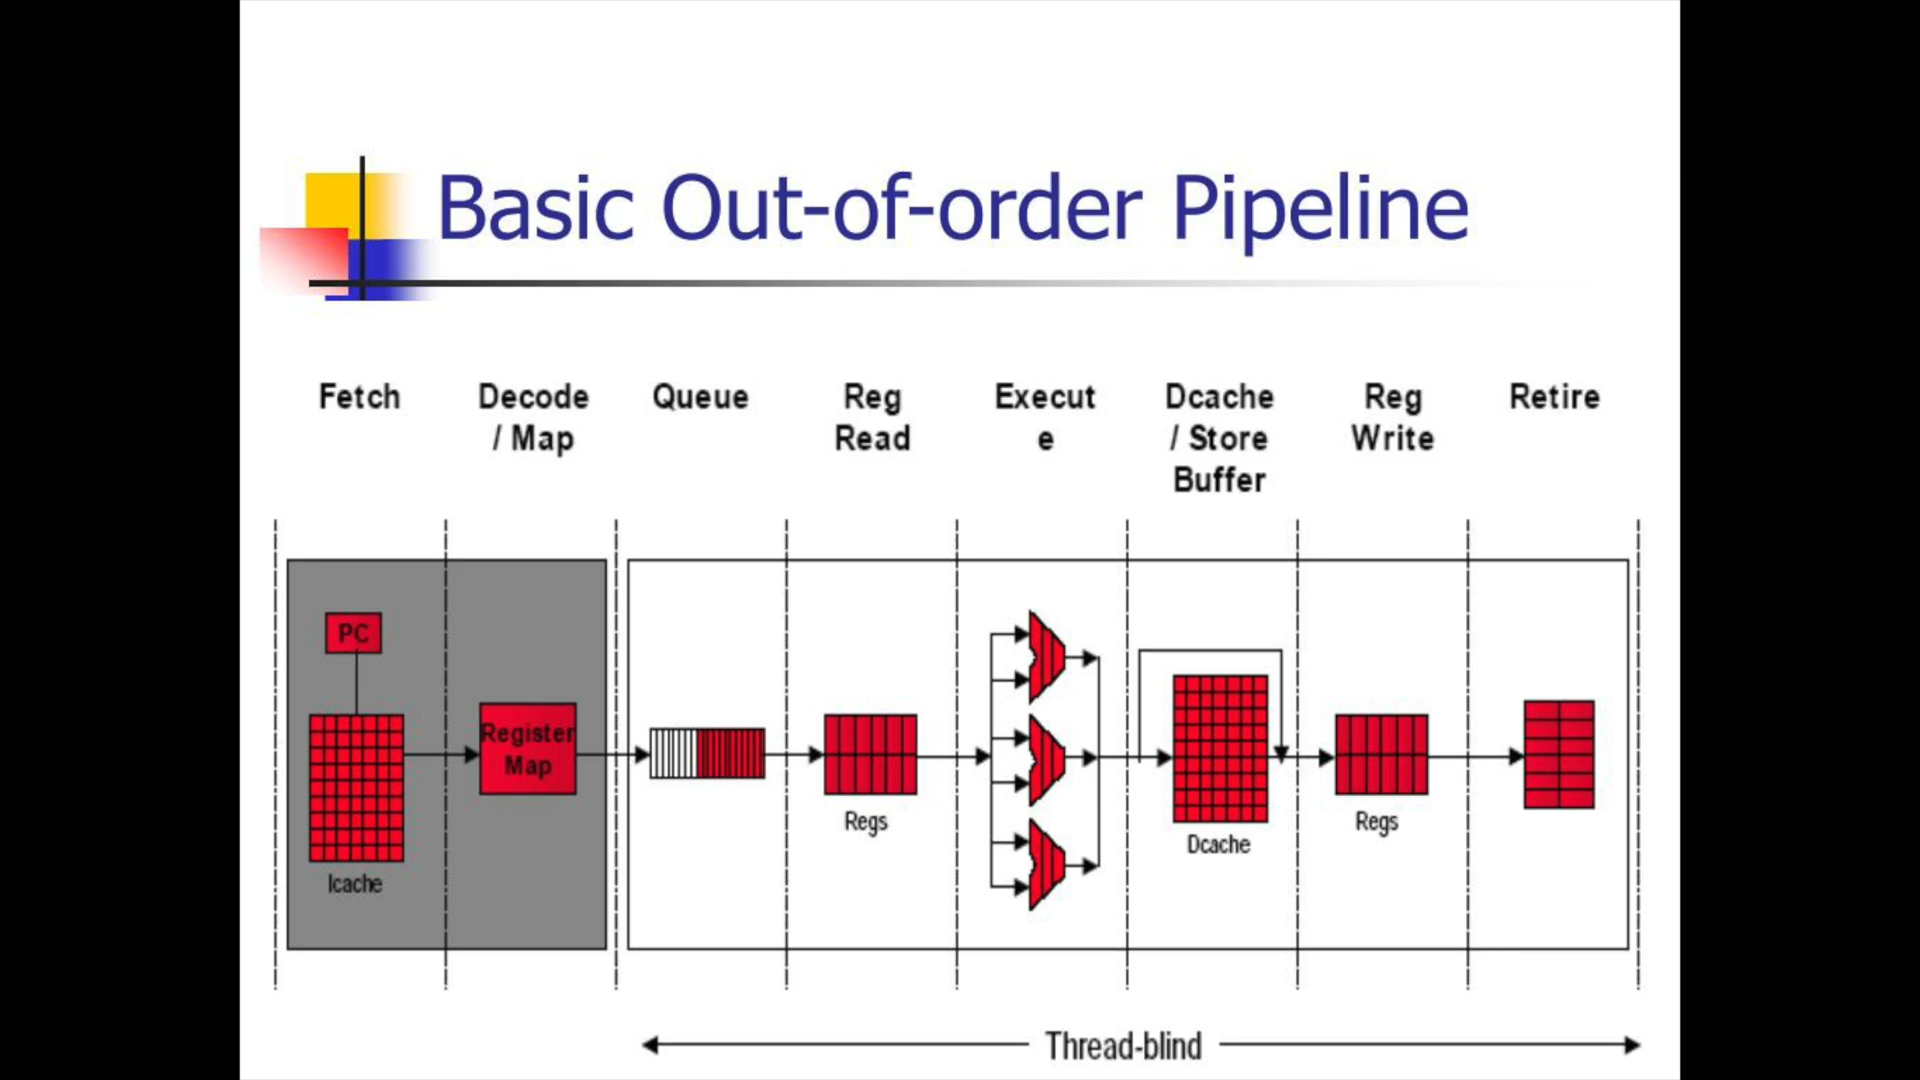 Basic Out-of-order Pipeline
Fetch
Decode
/ Map
Queue
Reg
Read
Execut
e
Dcache
/ Store
Buffer
Reg
Write
Retire
PC
Register
Map
Icache
Regs
Dcache
Regs
Thread-blind